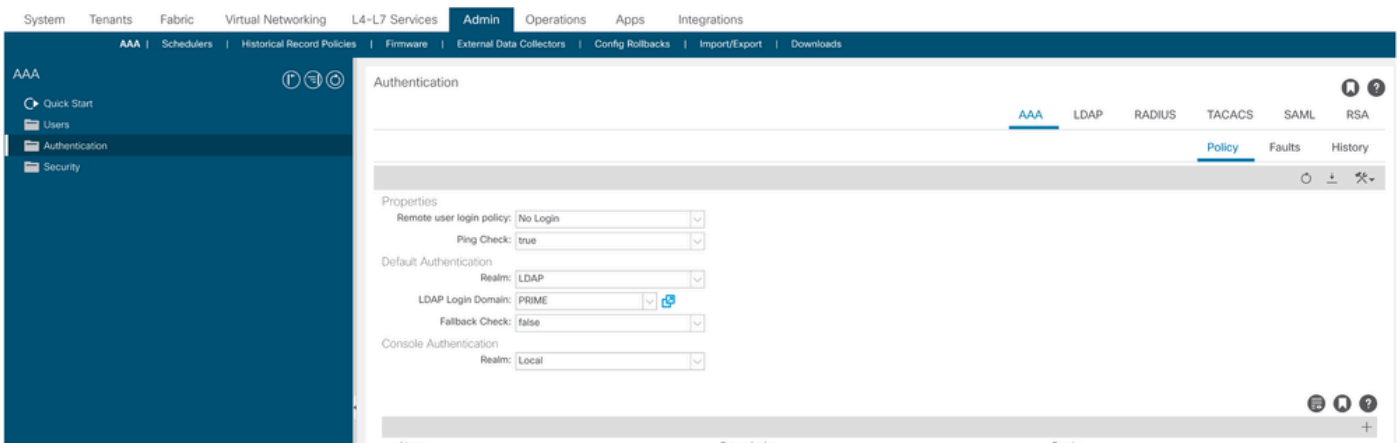 System Tenants Fabric Virtual Networking L4-L7 Services Admin Operations Apps Integrations
AAA | Schedulers | Historical Record Policies | Firmware | External Data Collectors | Config Rollbacks | Import/Export | Downloads
AAA
Quick Start
Users
Authentication
Security
Authentication
AAA LDAP RADIUS TACACS SAML RSA
Policy Faults History
Properties
Remote user login policy: No Login
Ping Check: true
Default Authentication
Realm: LDAP
LDAP Login Domain: PRIME
Fallback Check: false
Console Authentication
Realm: Local